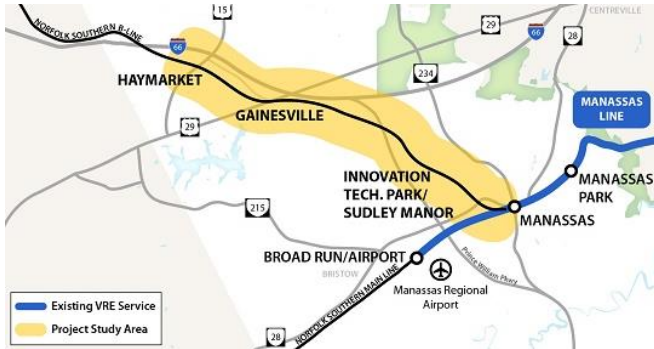 15
CENTREVILLE
NORFOLK SOUTHERN B-LINE
66
29
66
28
HAYMARKET
234
GAINESVILLE
MANASSAS
LINE
29
INNOVATION
TECH. PARK/
SUDLEY MANOR
MANASSAS
PARK
215
MANASSAS
BROAD RUN/AIRPORT
BRISTOW
Prince William Pkwy
Manassas Regional
Airport
Existing VRE Service
Project Study Area
28
NORFOLK SOUTHERN MAIN LINE